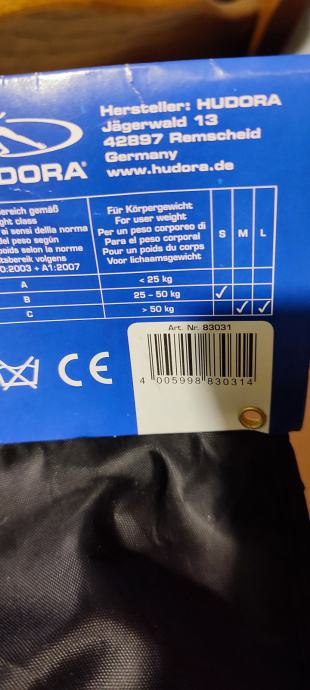 Hersteller: HUDORA
Jägerwald 13
42897 Remscheid
Germany
www.hudora.de
DORA®
ereich gemäß
ght class
ei sensi dellla norma
del peso según
poids selon la norme
tsbereik volgens
0:2003 + A1:2007
Für Körpergewicht
For user weight
Per un peso corporeo di
Para el peso corporal
Pour un poids du corps
Voor lichaamsgewicht
S M L
A < 25 kg
B 25 - 50 kg ✓
C > 50 kg ✓ ✓
CE
Art. Nr. 83031
4 005998 830314